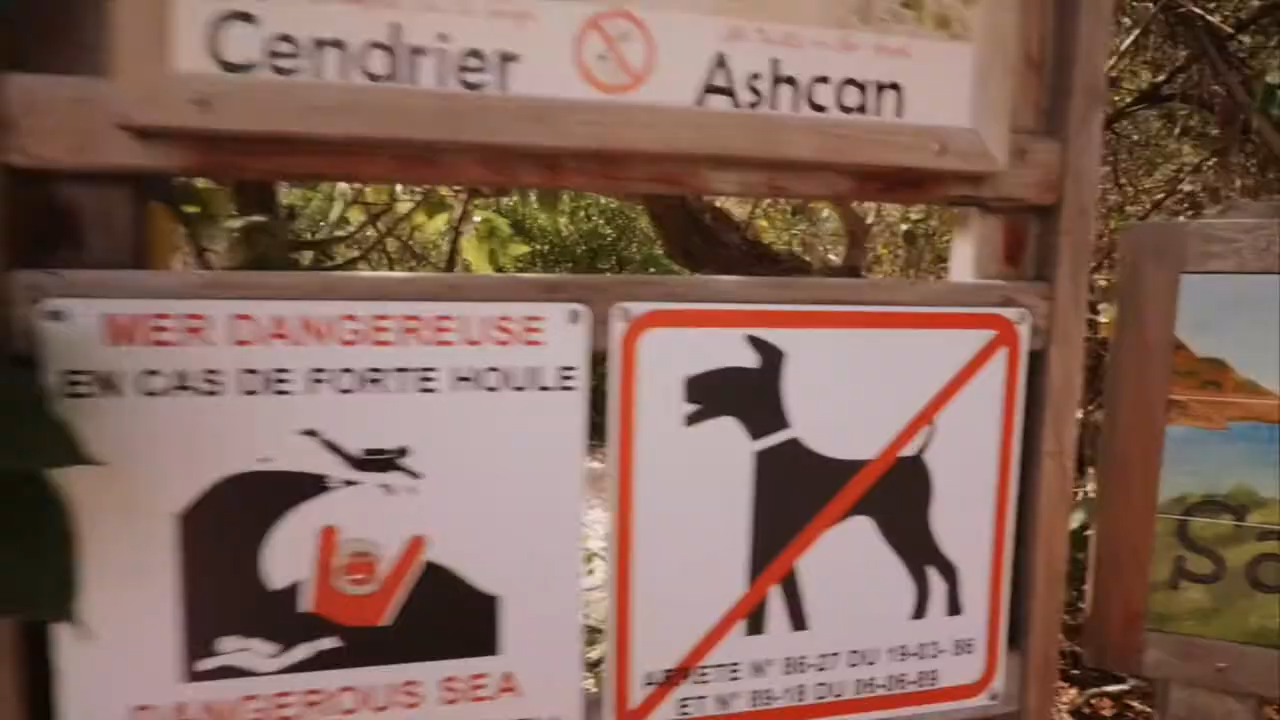 Cendrier
Ashcan
MER DANGEREUSE
EN CAS DE FORTE HOULE
DANGEROUS SEA
ARRETE N° 86-27 DU 19-03-86
ET N° 89-18 DU 06-06-89